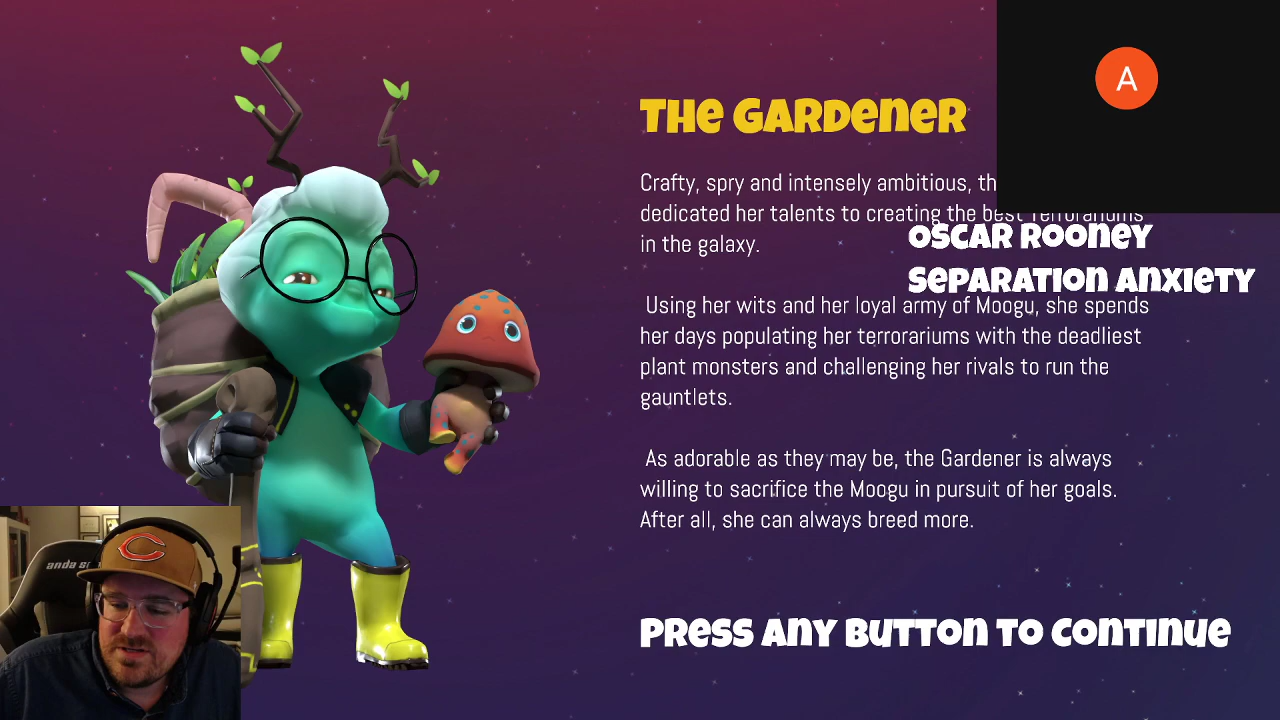 A
THE GARDENER
Crafty, spry and intensely ambitious, th
dedicated her talents to creating the best Terrorariums
in the galaxy.
OSCAR ROONEY
SEPARATION ANXIETY
Using her wits and her loyal army of Moogu, she spends
her days populating her terrorariums with the deadliest
plant monsters and challenging her rivals to run the
gauntlets.
As adorable as they may be, the Gardener is always
willing to sacrifice the Moogu in pursuit of her goals.
After all, she can always breed more.
PRESS ANY BUTTON TO CONTINUE
C
anda s